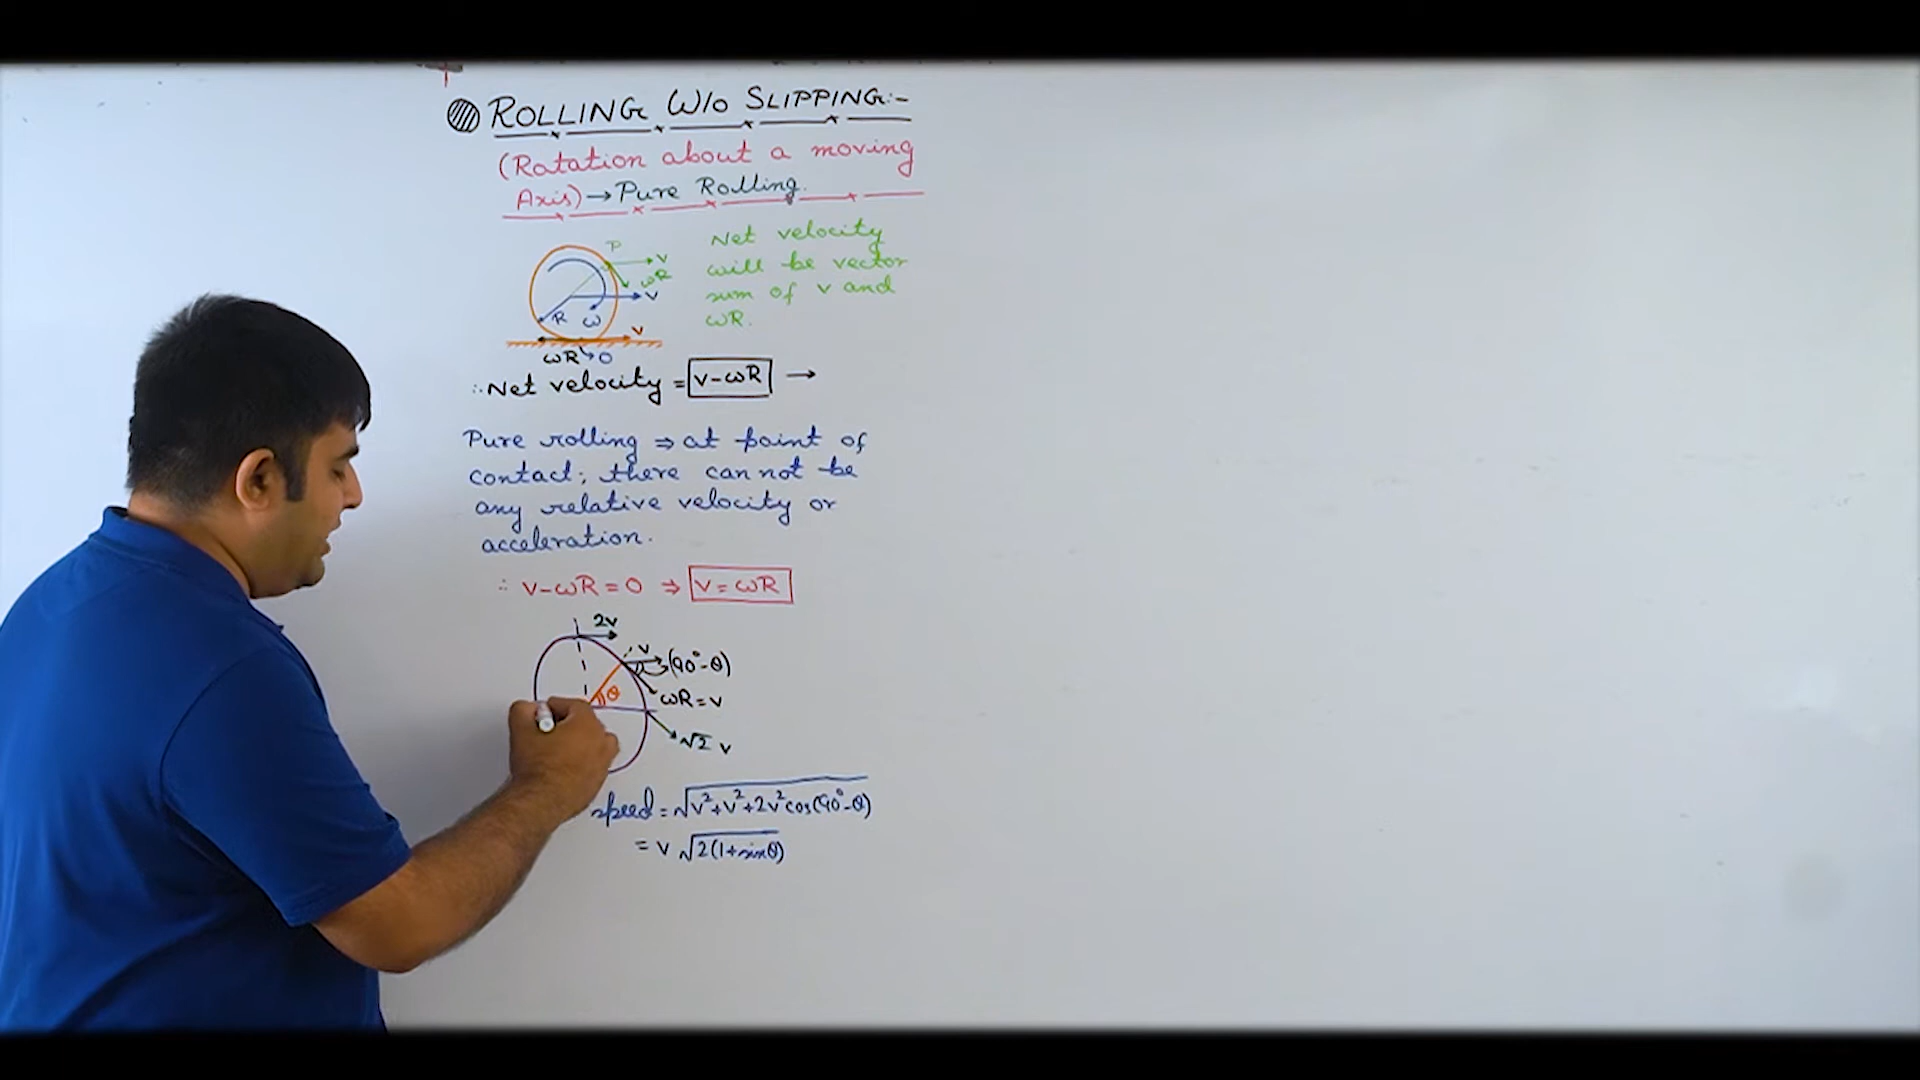 ROLLING W/o SLIPPING:-
(Rotation about a moving
Axis) → Pure Rolling.
P
v
ωR
v
R
ω
v
ωR
0
Net velocity
will be vector
sum of v and
ωR.
∴ Net velocity = v-ωR →
Pure rolling ⇒ at point of
contact; there can not be
any relative velocity or
acceleration.
∴ v-ωR = 0 ⇒ v = ωR
2v
v
(90°-θ)
θ
ωR = v
√2 v
speed = √v²+v²+2v²cos(90°-θ)
= v √2(1+sinθ)